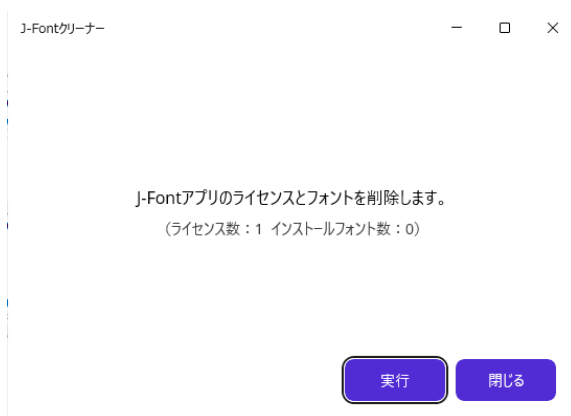 J-Fontクリーナー
J-Fontアプリのライセンスとフォントを削除します。
（ライセンス数：1 インストールフォント数：0）
実行 閉じる